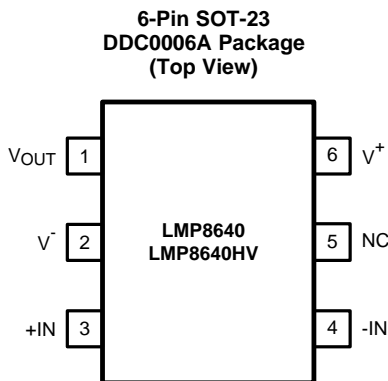 6-Pin SOT-23
DDC0006A Package
(Top View)
VOUT 1 6 V+
LMP8640
V- 2 LMP8640HV 5 NC
+IN 3 4 -IN